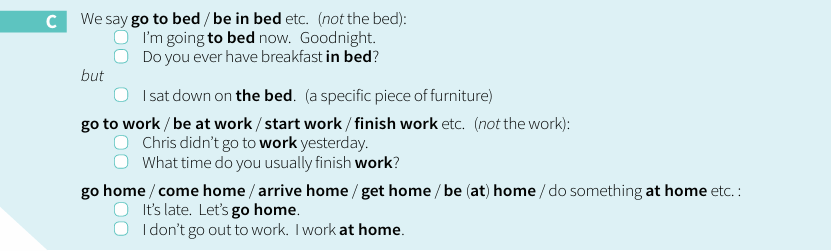 C
We say go to bed / be in bed etc. (not the bed):
I'm going to bed now. Goodnight.
Do you ever have breakfast in bed?
but
I sat down on the bed. (a specific piece of furniture)
go to work / be at work / start work / finish work etc. (not the work):
Chris didn't go to work yesterday.
What time do you usually finish work?
go home / come home / arrive home / get home / be (at) home / do something at home etc. :
It's late. Let's go home.
I don't go out to work. I work at home.